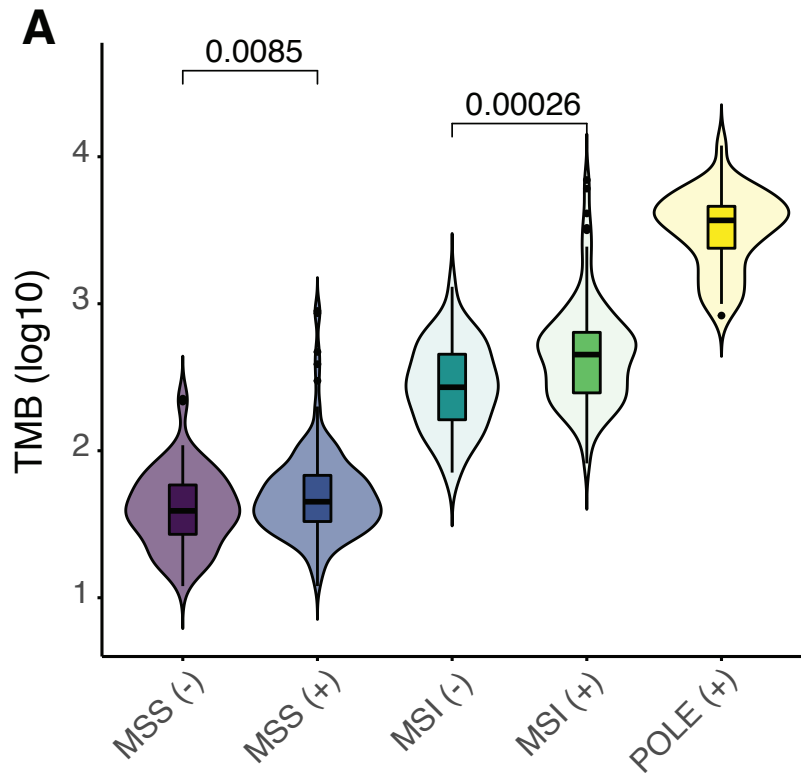 A
0.0085
0.00026
4
3
2
1
TMB (log10)
MSS (-)
MSS (+)
MSI (-)
MSI (+)
POLE (+)